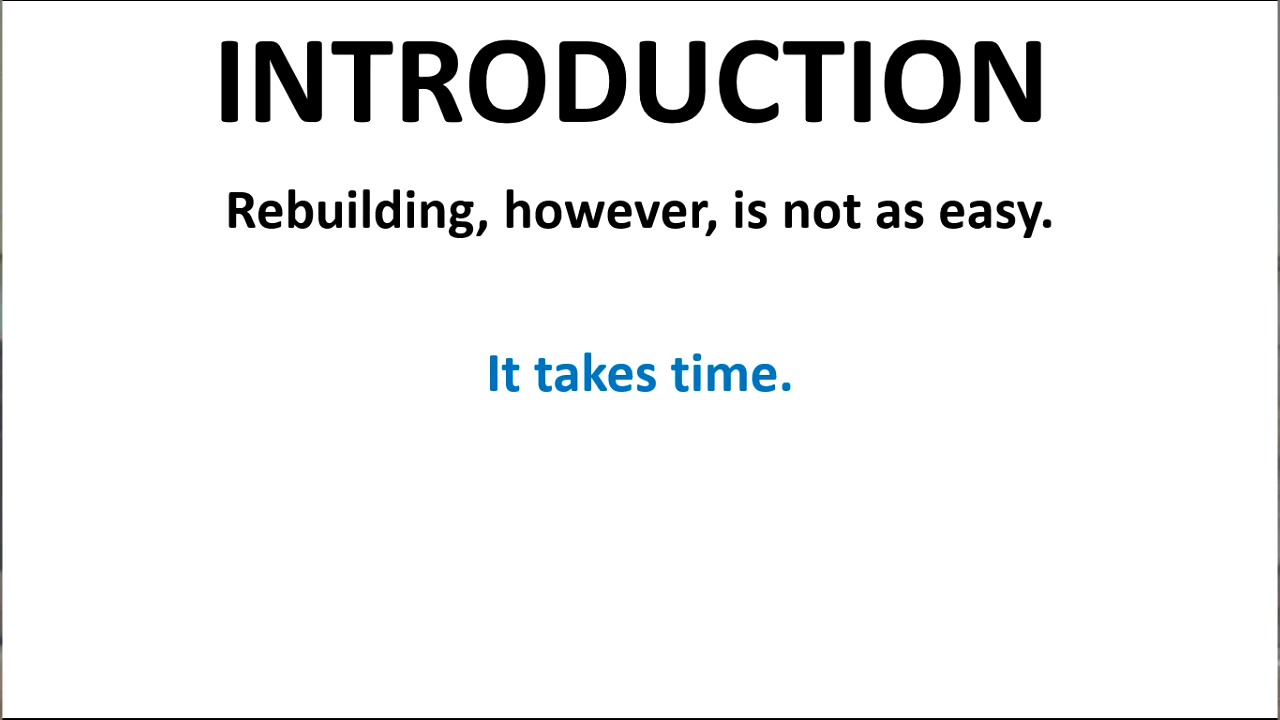 INTRODUCTION
Rebuilding, however, is not as easy.
It takes time.